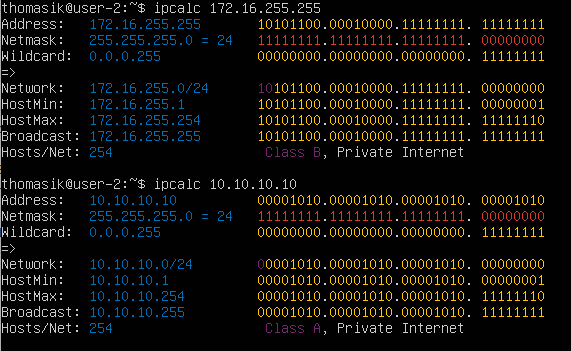 thomasik@user-2:~$ ipcalc 172.16.255.255
Address:   172.16.255.255       10101100.00010000.11111111. 11111111
Netmask:   255.255.255.0 = 24   11111111.11111111.11111111. 00000000
Wildcard:  0.0.0.255            00000000.00000000.00000000. 11111111
=>
Network:   172.16.255.0/24      10101100.00010000.11111111. 00000000
HostMin:   172.16.255.1         10101100.00010000.11111111. 00000001
HostMax:   172.16.255.254       10101100.00010000.11111111. 11111110
Broadcast: 172.16.255.255       10101100.00010000.11111111. 11111111
Hosts/Net: 254                   Class B, Private Internet
thomasik@user-2:~$ ipcalc 10.10.10.10
Address:   10.10.10.10          00001010.00001010.00001010. 00001010
Netmask:   255.255.255.0 = 24   11111111.11111111.11111111. 00000000
Wildcard:  0.0.0.255            00000000.00000000.00000000. 11111111
=>
Network:   10.10.10.0/24        00001010.00001010.00001010. 00000000
HostMin:   10.10.10.1           00001010.00001010.00001010. 00000001
HostMax:   10.10.10.254         00001010.00001010.00001010. 11111110
Broadcast: 10.10.10.255         00001010.00001010.00001010. 11111111
Hosts/Net: 254                   Class A, Private Internet